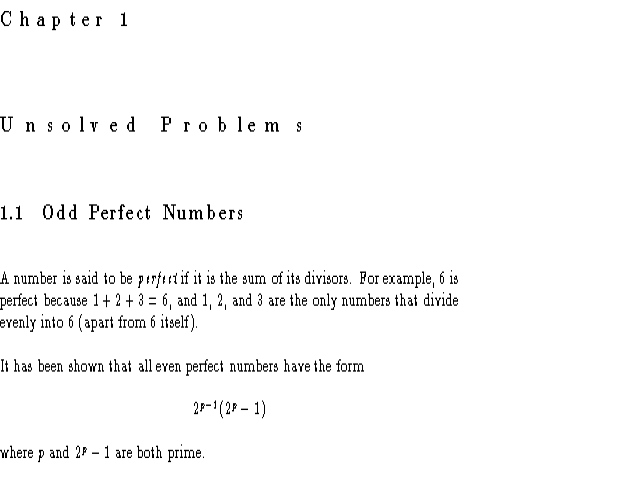 Chapter 1
Unsolved Problems
1.1 Odd Perfect Numbers
A number is said to be perfect if it is the sum of its divisors. For example, 6 is
perfect because 1 + 2 + 3 = 6, and 1, 2, and 3 are the only numbers that divide
evenly into 6 (apart from 6 itself).
It has been shown that all even perfect numbers have the form
2^{p−1}(2^p − 1)
where p and 2^p − 1 are both prime.